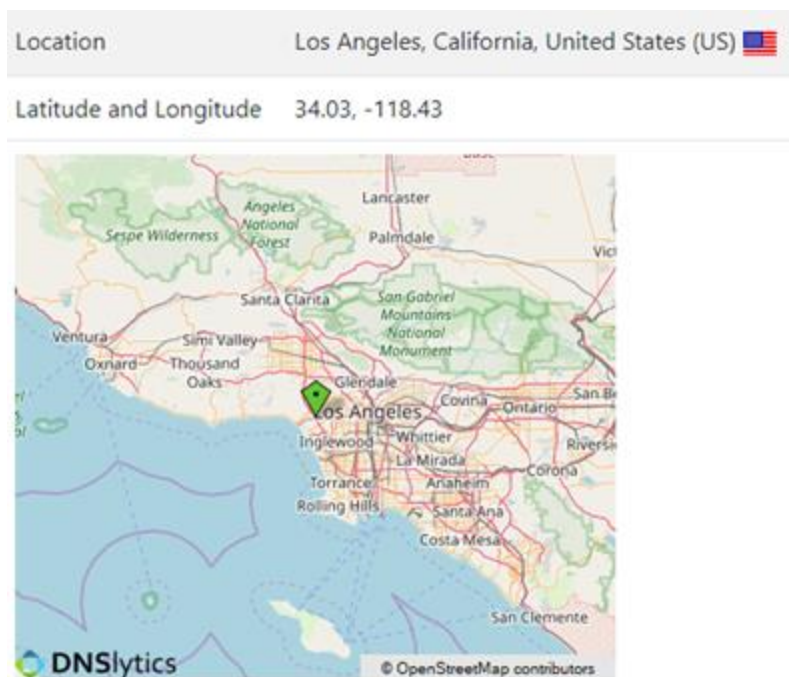 Location Los Angeles, California, United States (US)
Latitude and Longitude 34.03, -118.43
Lancaster
Angeles
National
Forest
Sespe Wilderness
Palmdale
Vic
Santa Clarita
San Gabriel
Mountains
National
Monument
Ventura
Simi Valley
Oxnard
Thousand
Oaks
Glendale
Covina
San B
Los Angeles
Ontario
Inglewood
Whittier
Riversi
La Mirada
Corona
Torrance
Anaheim
Rolling Hills
Santa Ana
Costa Mesa
San Clemente
DNSlytics
© OpenStreetMap contributors